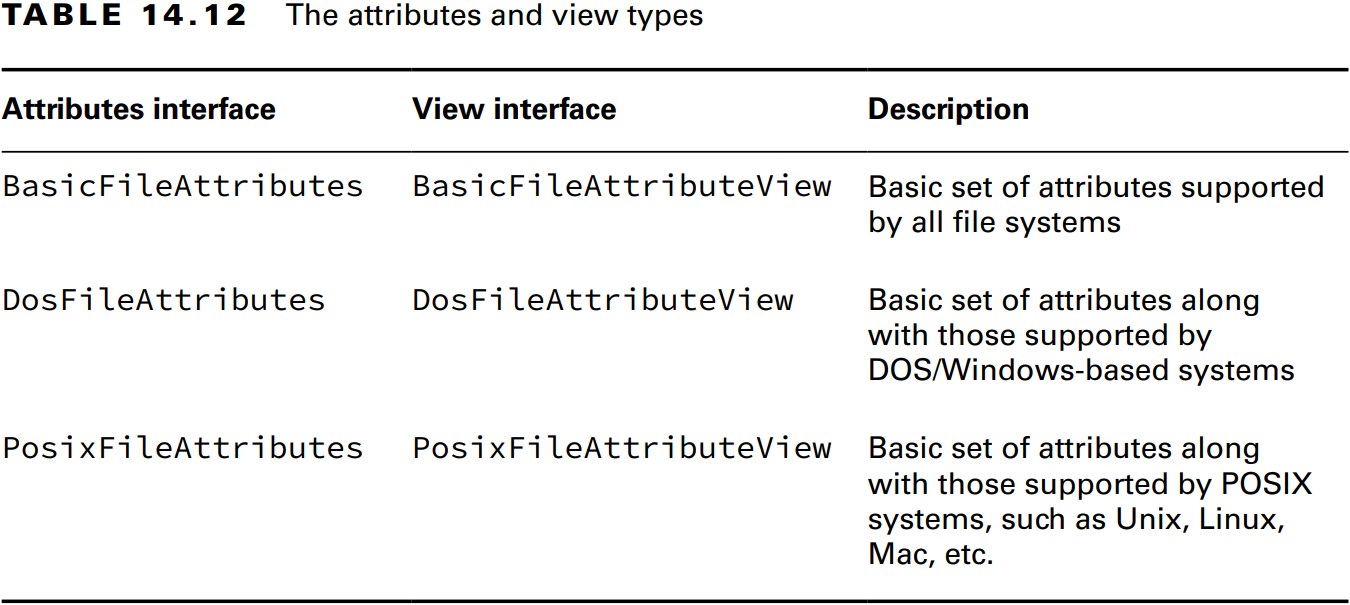 TABLE 14.12 The attributes and view types
Attributes interface View interface Description
BasicFileAttributes BasicFileAttributeView Basic set of attributes supported
by all file systems
DosFileAttributes DosFileAttributeView Basic set of attributes along
with those supported by
DOS/Windows-based systems
PosixFileAttributes PosixFileAttributeView Basic set of attributes along
with those supported by POSIX
systems, such as Unix, Linux,
Mac, etc.